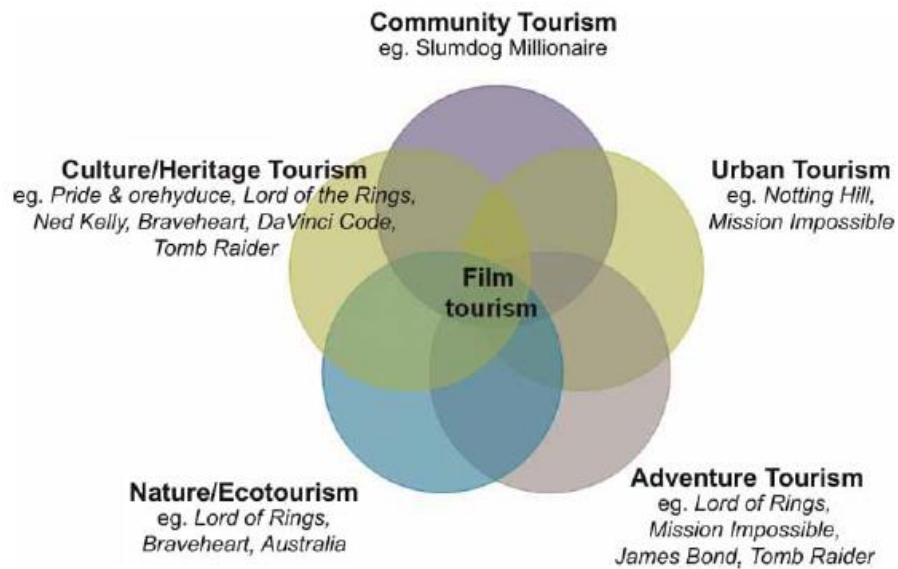 Community Tourism
eg. Slumdog Millionaire
Culture/Heritage Tourism
eg. Pride & orehyduce, Lord of the Rings,
Ned Kelly, Braveheart, DaVinci Code,
Tomb Raider
Urban Tourism
eg. Notting Hill,
Mission Impossible
Film
tourism
Nature/Ecotourism
eg. Lord of Rings,
Braveheart, Australia
Adventure Tourism
eg. Lord of Rings,
Mission Impossible,
James Bond, Tomb Raider